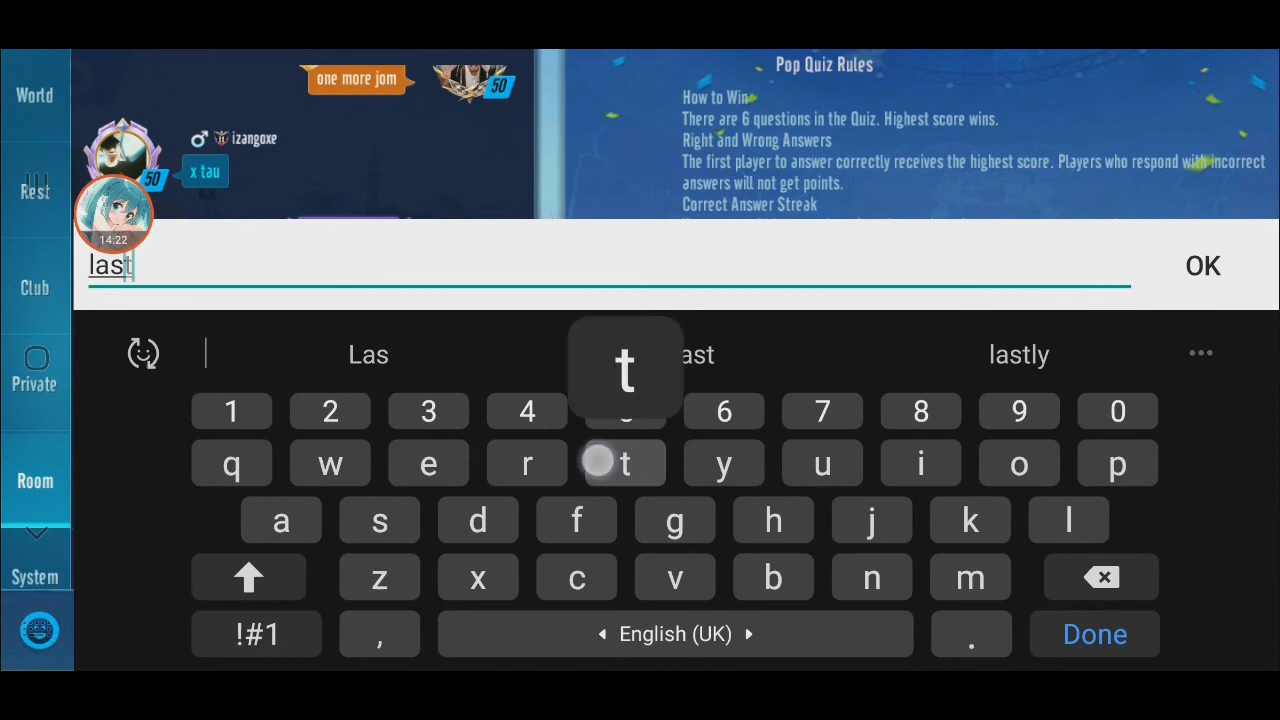 World
Rest
Club
Private
Room
System
one more jom
50
izangoxe
x tau
50
14:22
Pop Quiz Rules
How to Win
There are 6 questions in the Quiz. Highest score wins.
Right and Wrong Answers
The first player to answer correctly receives the highest score. Players who respond with incorrect
answers will not get points.
Correct Answer Streak
last
OK
Las
ast
lastly
t
1 2 3 4 6 7 8 9 0
q w e r t y u i o p
a s d f g h j k l
z x c v b n m
!#1 , English (UK) . Done